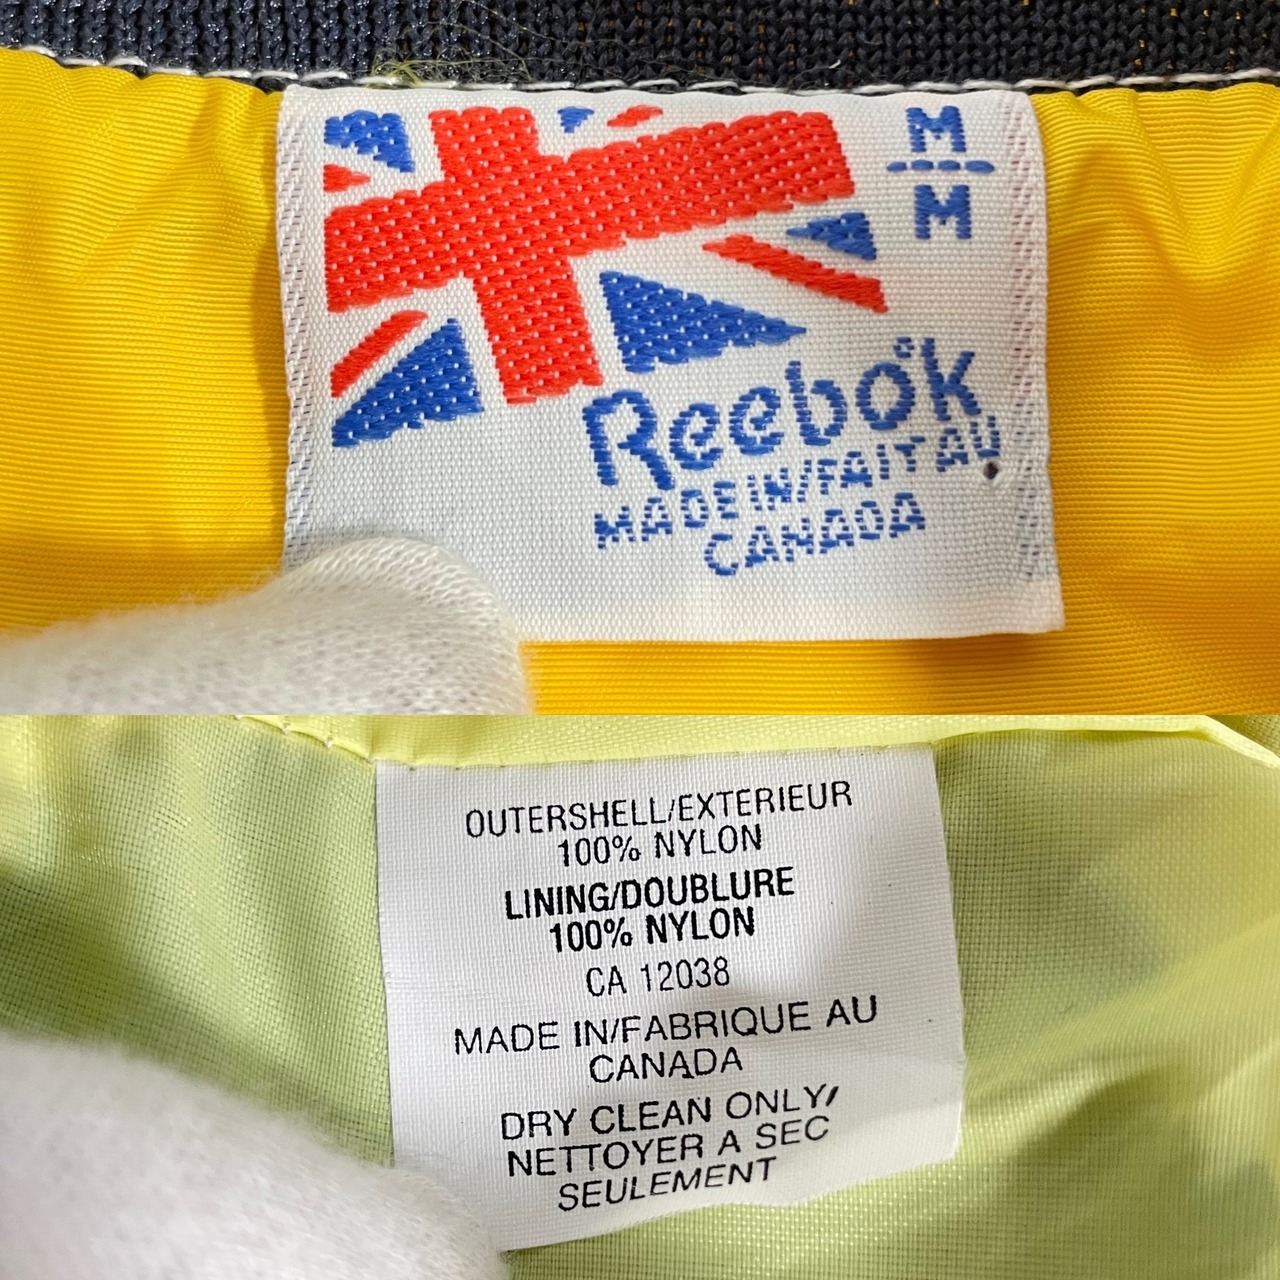 M
M
Reebok
MADE IN/FAIT AU
CANADA
OUTERSHELL/EXTERIEUR
100% NYLON
LINING/DOUBLURE
100% NYLON
CA 12038
MADE IN/FABRIQUE AU
CANADA
DRY CLEAN ONLY/
NETTOYER A SEC
SEULEMENT